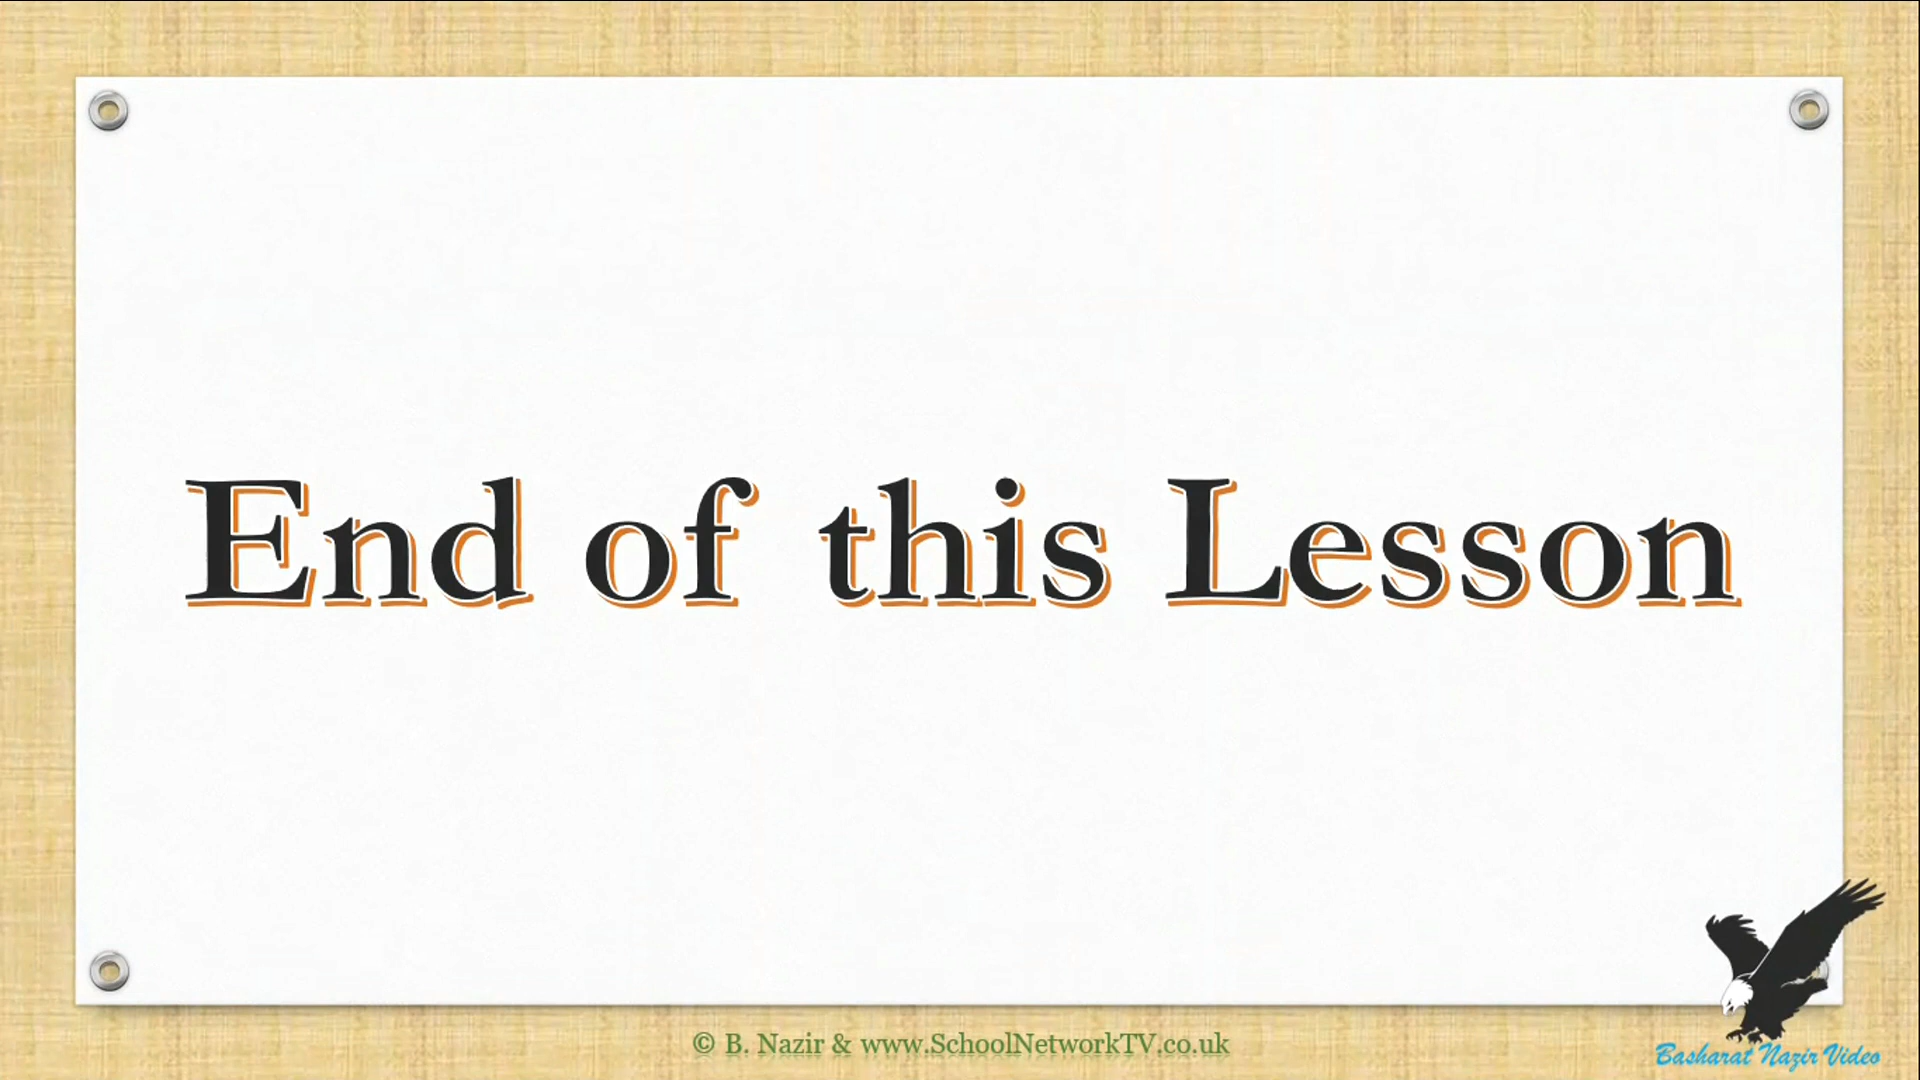 End of this Lesson
© B. Nazir & www.SchoolNetworkTV.co.uk
Basharat Nazir Video